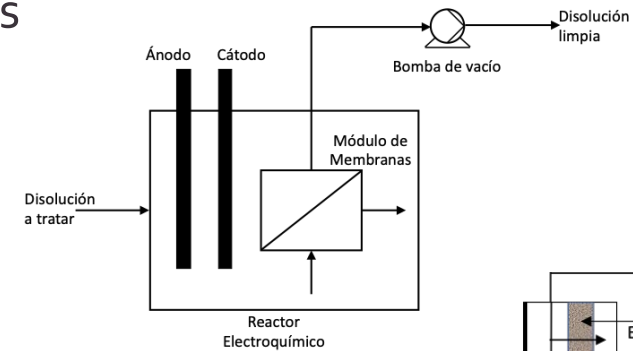 S
Disolución
limpia
Bomba de vacío
Ánodo
Cátodo
Módulo de
Membranas
Disolución
a tratar
Reactor
Electroquímico